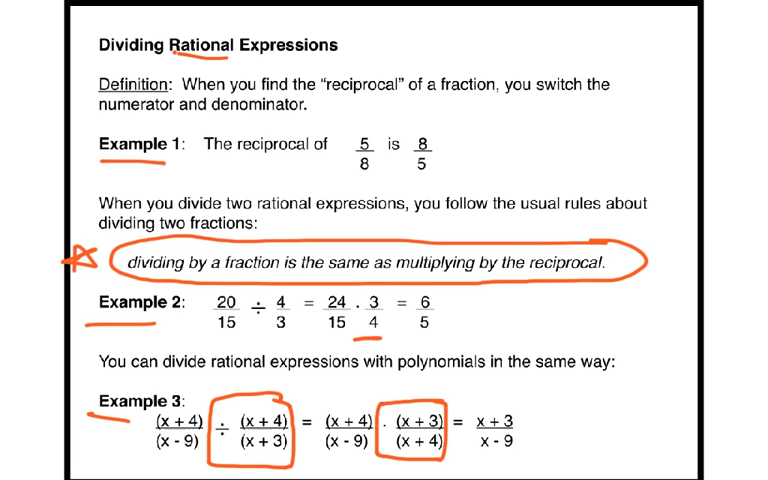 Dividing Rational Expressions
Definition: When you find the “reciprocal” of a fraction, you switch the
numerator and denominator.
Example 1: The reciprocal of 5/8 is 8/5
When you divide two rational expressions, you follow the usual rules about
dividing two fractions:
dividing by a fraction is the same as multiplying by the reciprocal.
Example 2: 20/15 ÷ 4/3 = 24/15 . 3/4 = 6/5
You can divide rational expressions with polynomials in the same way:
Example 3:
(x + 4)/(x - 9) ÷ (x + 4)/(x + 3) = (x + 4)/(x - 9) . (x + 3)/(x + 4) = x + 3/x - 9